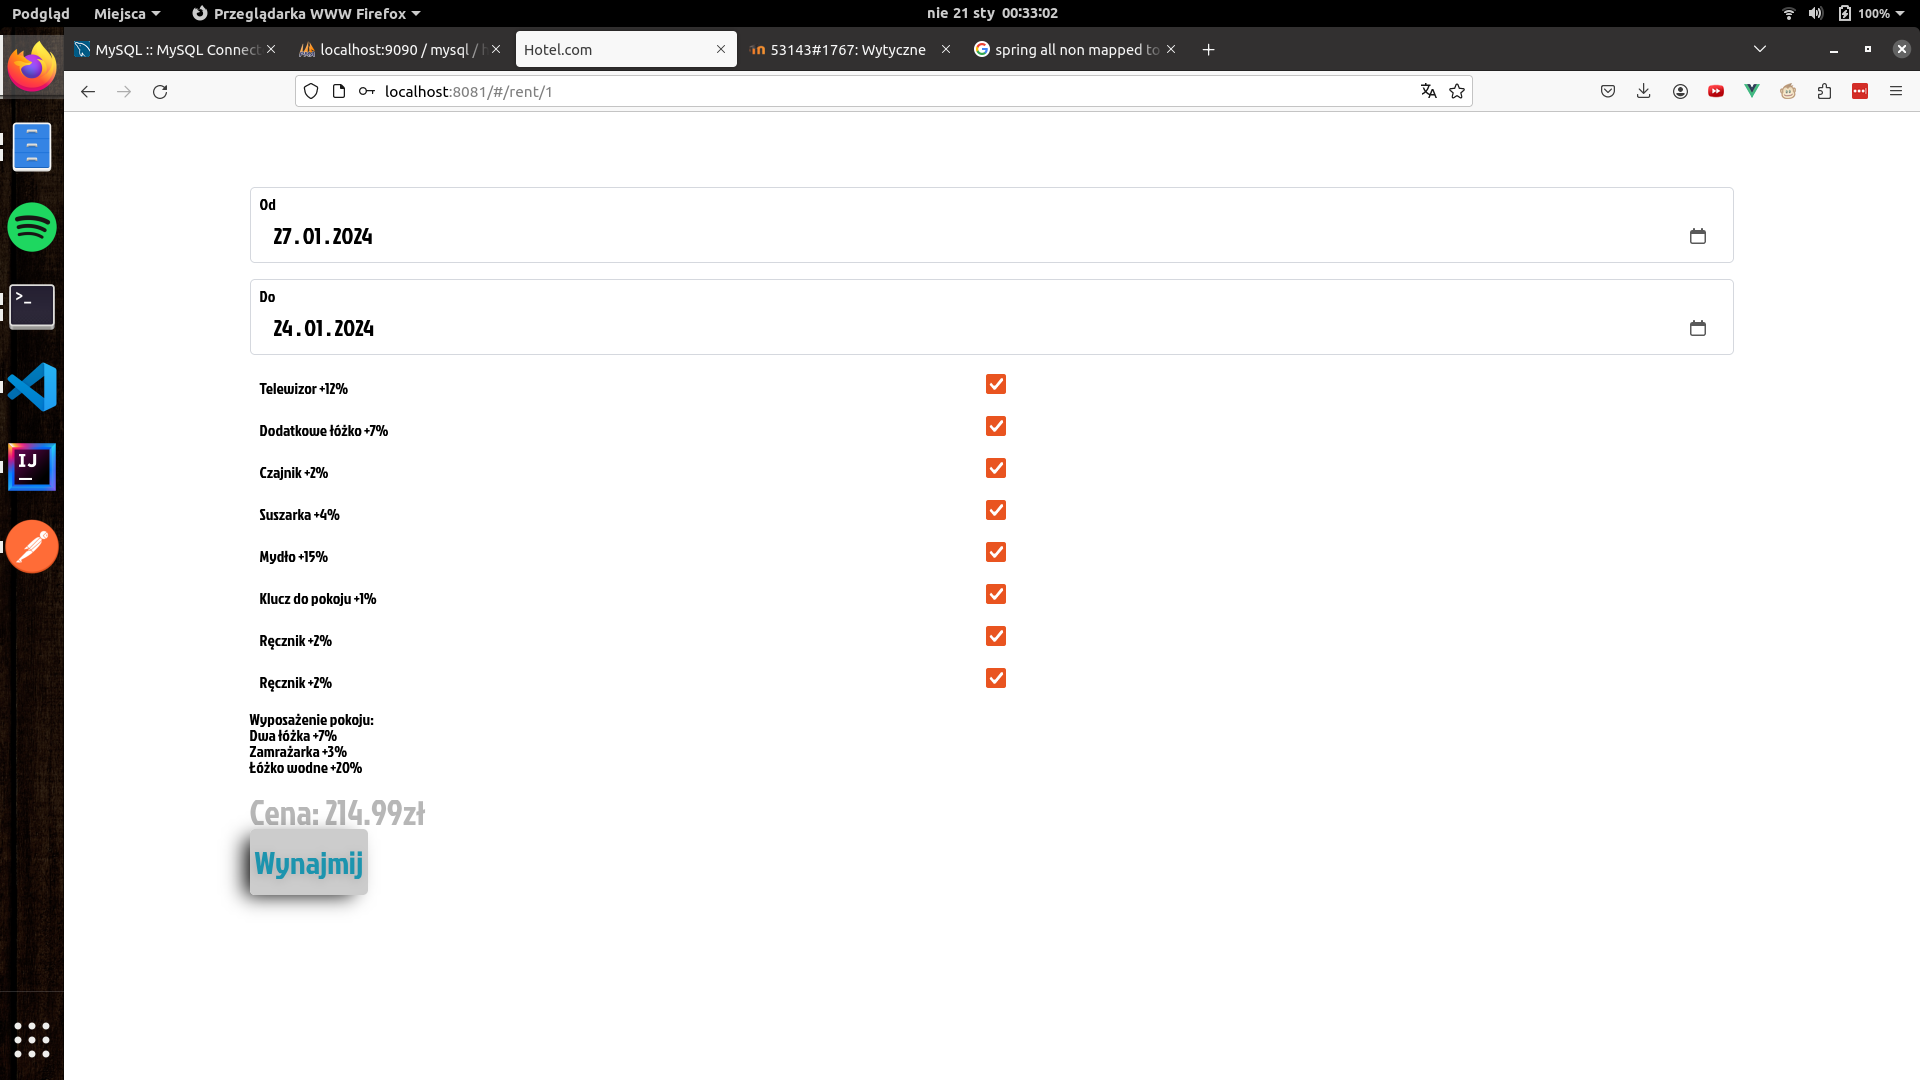 Podgląd Miejsca Przeglądarka WWW Firefox nie 21 sty 00:33:02 100%
MySQL :: MySQL Connect localhost:9090 / mysql / h Hotel.com 53143#1767: Wytyczne spring all non mapped to
localhost:8081/#/rent/1
Od
27.01.2024
Do
24.01.2024
Telewizor +12%
Dodatkowe łóżko +7%
Czajnik +2%
Suszarka +4%
Mydło +15%
Klucz do pokoju +1%
Ręcznik +2%
Ręcznik +2%
Wyposażenie pokoju:
Dwa łóżka +7%
Zamrażarka +3%
Łóżko wodne +20%
Cena: 214.99zł
Wynajmij